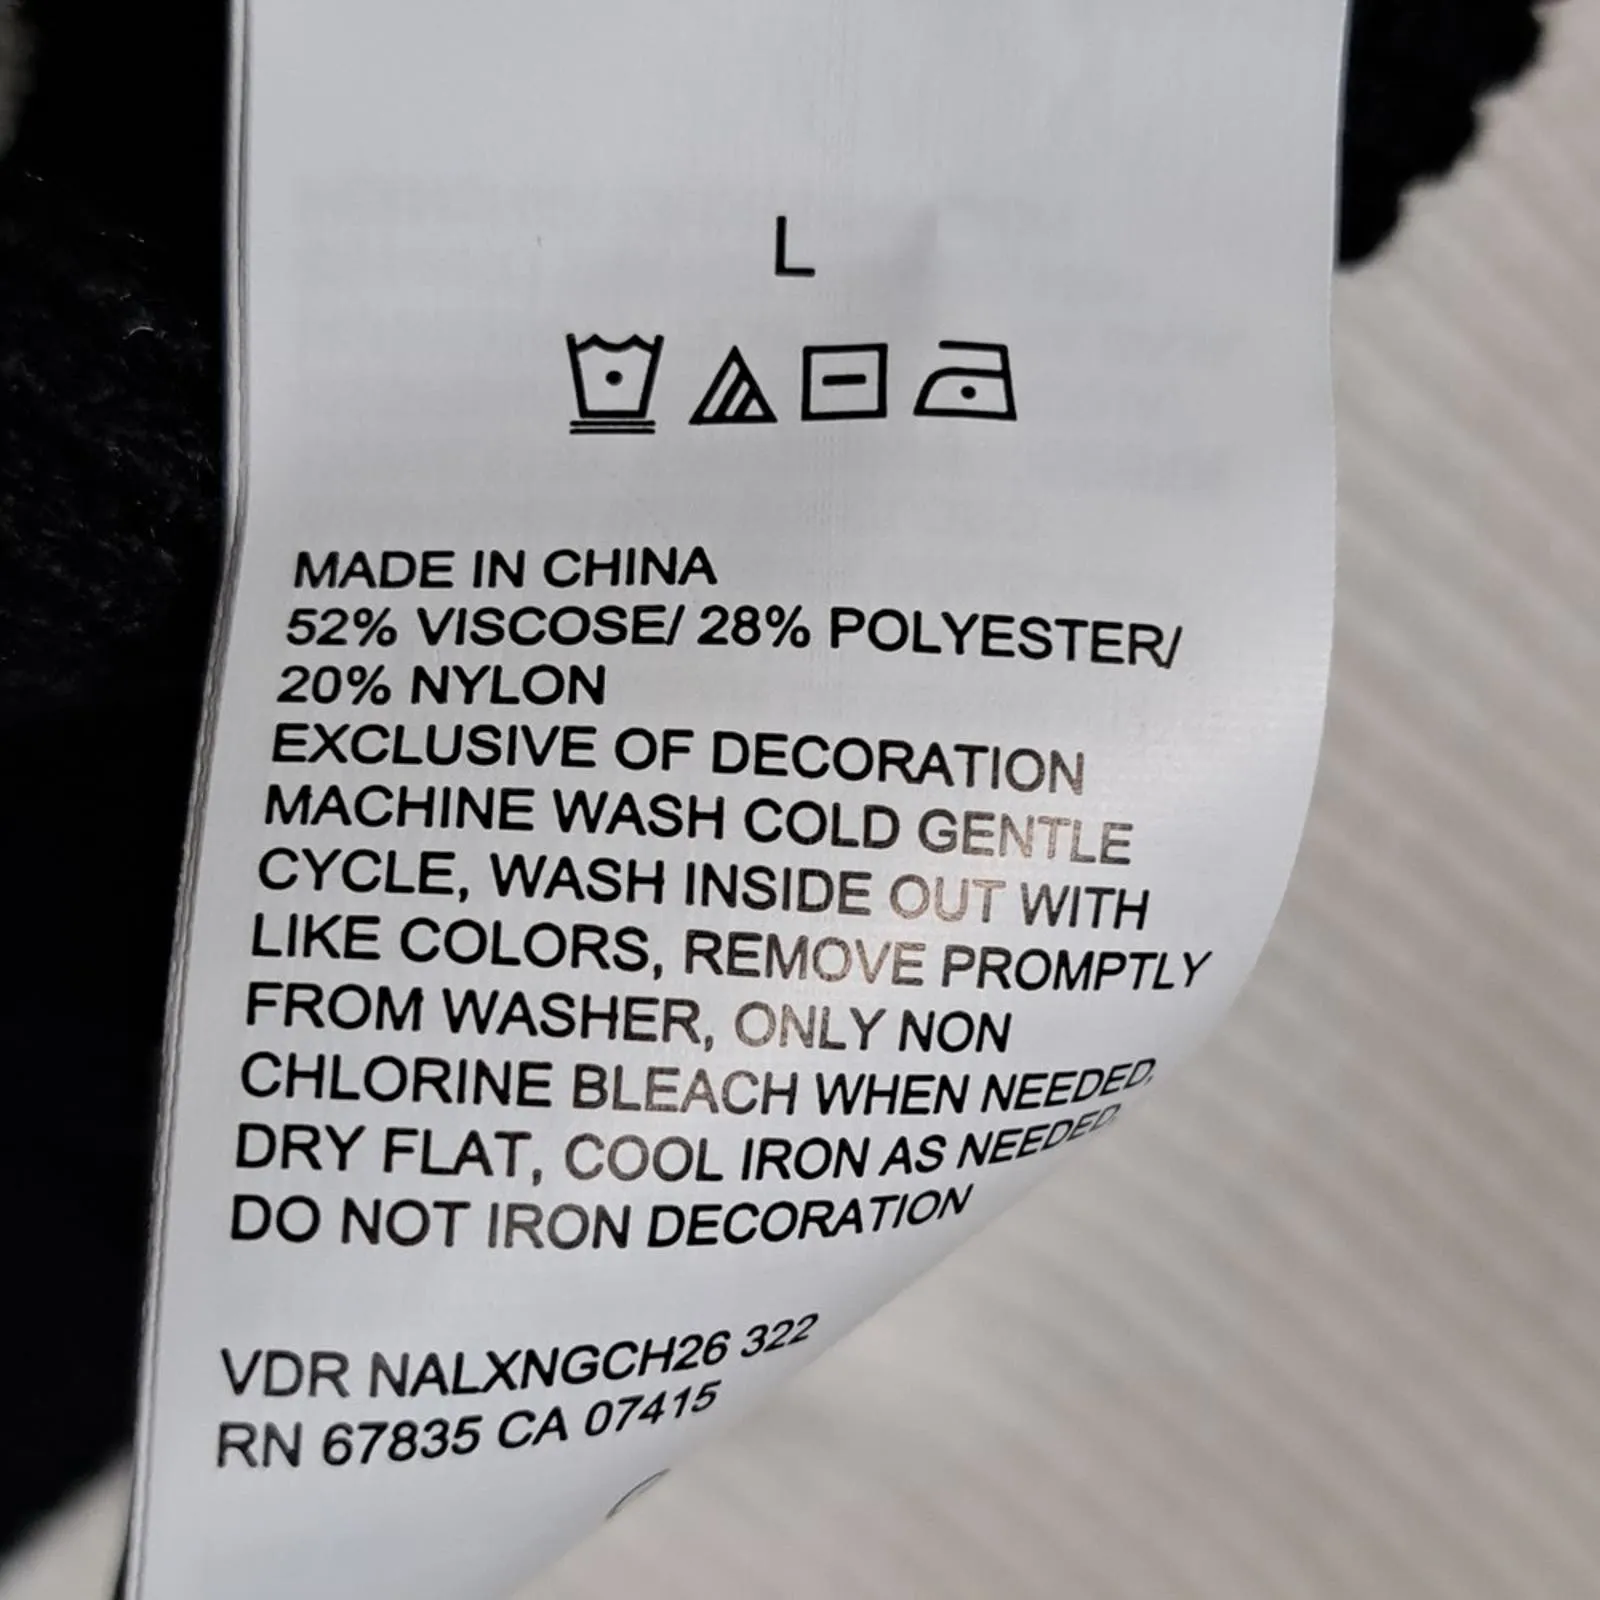 L
MADE IN CHINA
52% VISCOSE/ 28% POLYESTER/
20% NYLON
EXCLUSIVE OF DECORATION
MACHINE WASH COLD GENTLE
CYCLE, WASH INSIDE OUT WITH
LIKE COLORS, REMOVE PROMPTLY
FROM WASHER, ONLY NON
CHLORINE BLEACH WHEN NEEDED,
DRY FLAT, COOL IRON AS NEEDED,
DO NOT IRON DECORATION
VDR NALXNGCH26 322
RN 67835 CA 07415